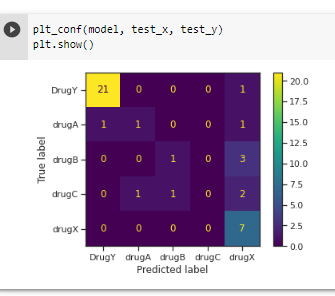 plt_conf(model, test_x, test_y)
plt.show()
DrugY 21 0 0 0 1
drugA 1 1 0 0 1
drugB 0 0 1 0 3
drugC 0 1 1 0 2
drugX 0 0 0 0 7
DrugY drugA drugB drugC drugX
Predicted label
True label
20.0
17.5
15.0
12.5
10.0
7.5
5.0
2.5
0.0